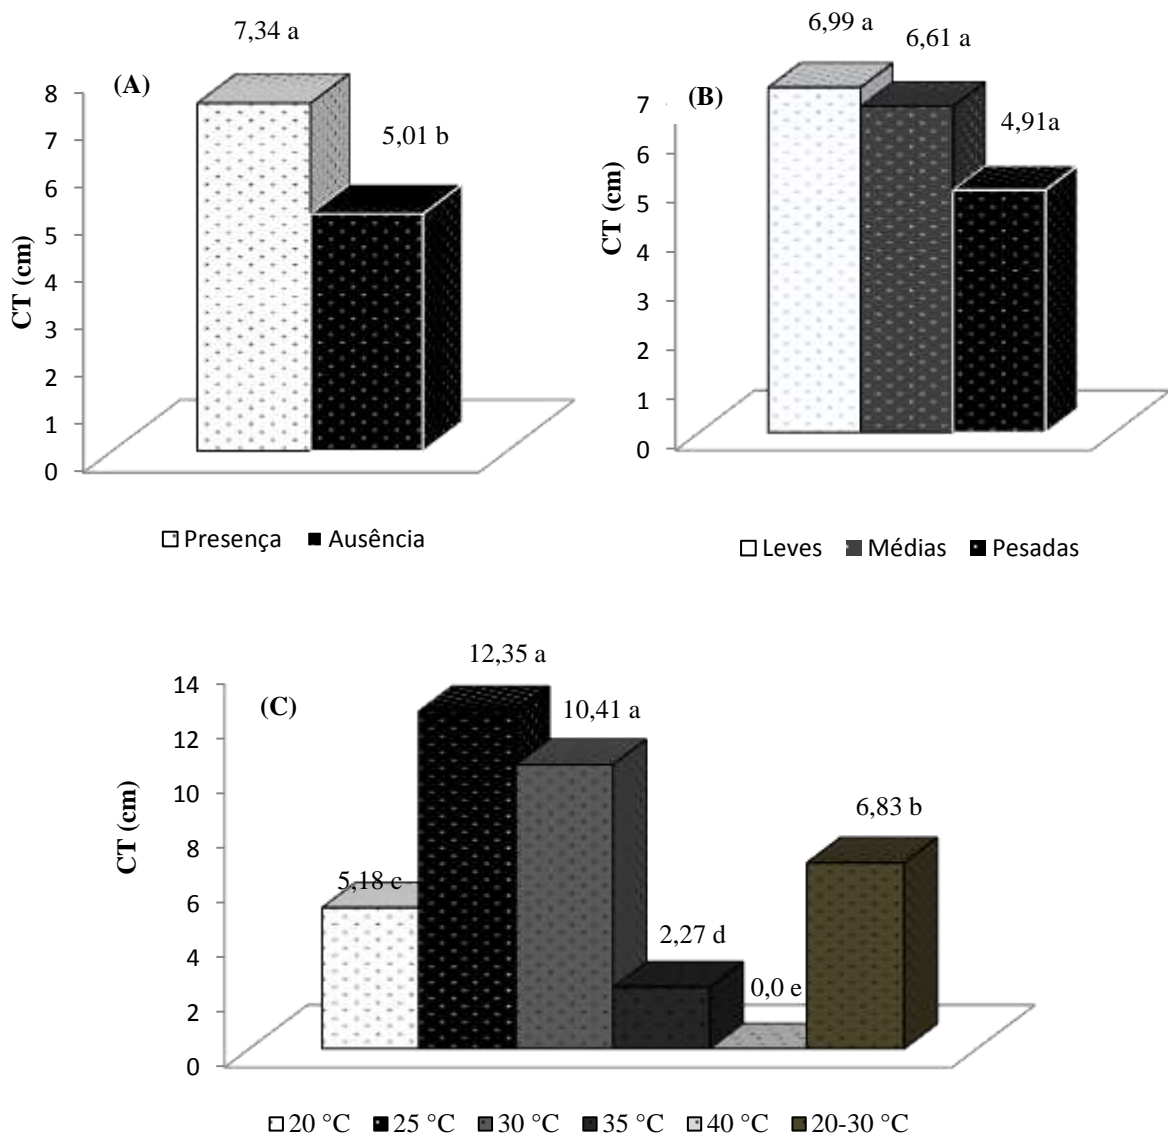 7,34 a
(A)
5,01 b
8
7
6
5
4
3
2
1
0
CT (cm)
Presença Ausência
6,99 a
6,61 a
(B)
4,91a
7
6
5
4
3
2
1
0
CT (cm)
Leves Médias Pesadas
12,35 a
(C)
10,41 a
6,83 b
5,18 c
2,27 d
0,0 e
14
12
10
8
6
4
2
0
CT (cm)
20 °C 25 °C 30 °C 35 °C 40 °C 20-30 °C